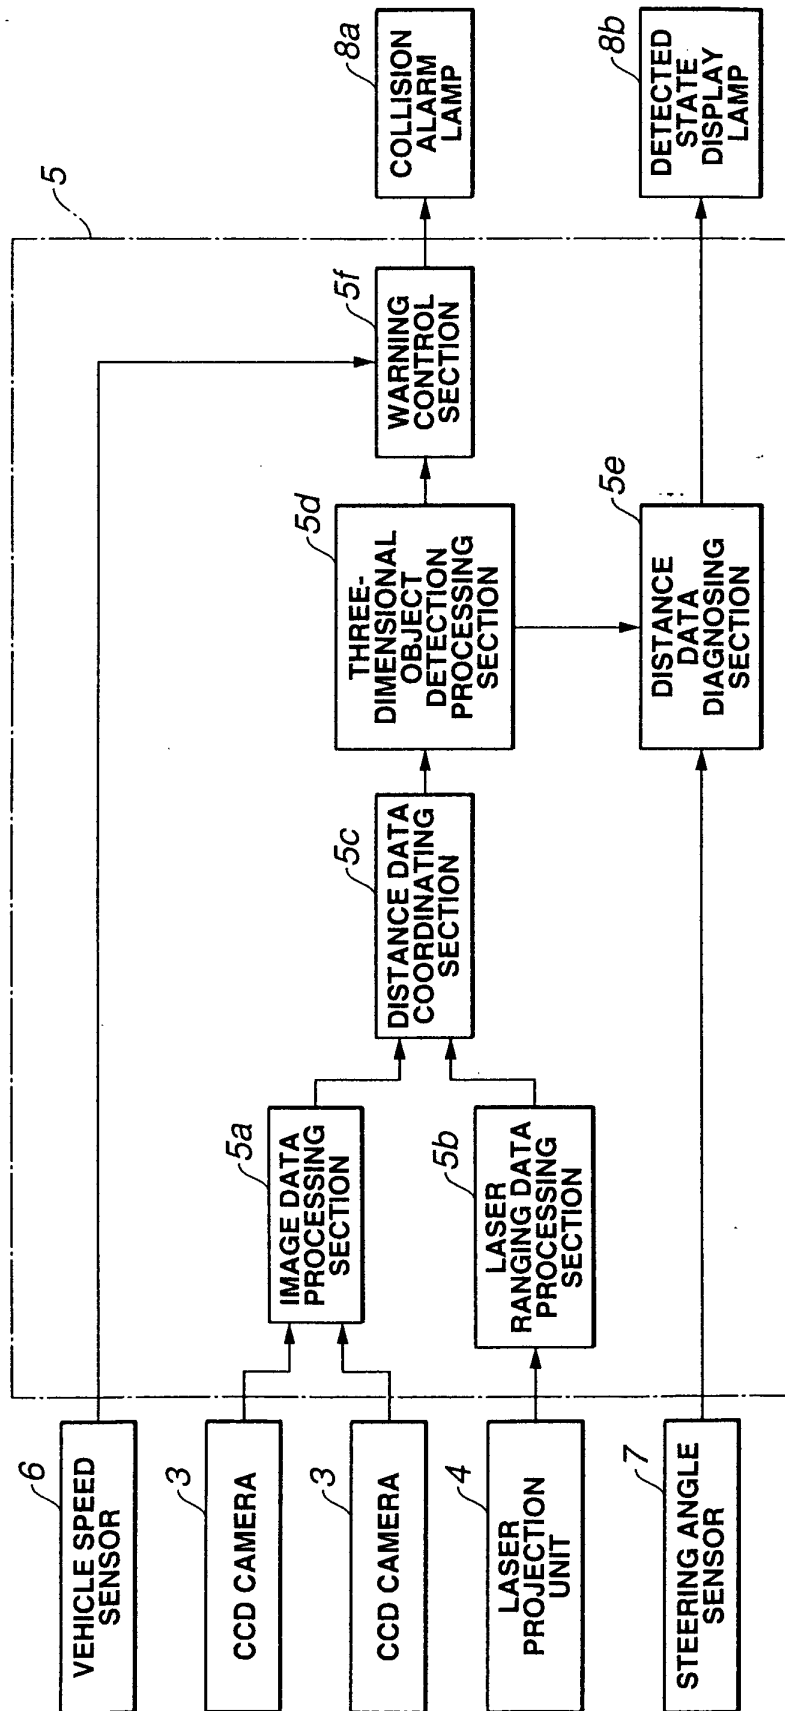 5
6
VEHICLE SPEED
SENSOR
3
CCD CAMERA
3
CCD CAMERA
4
LASER
PROJECTION
UNIT
7
STEERING ANGLE
SENSOR
5a
IMAGE DATA
PROCESSING
SECTION
5b
LASER
RANGING DATA
PROCESSING
SECTION
5c
DISTANCE DATA
COORDINATING
SECTION
5d
THREE-
DIMENSIONAL
OBJECT
DETECTION
PROCESSING
SECTION
5e
DISTANCE
DATA
DIAGNOSING
SECTION
5f
WARNING
CONTROL
SECTION
8a
COLLISION
ALARM
LAMP
8b
DETECTED
STATE
DISPLAY
LAMP